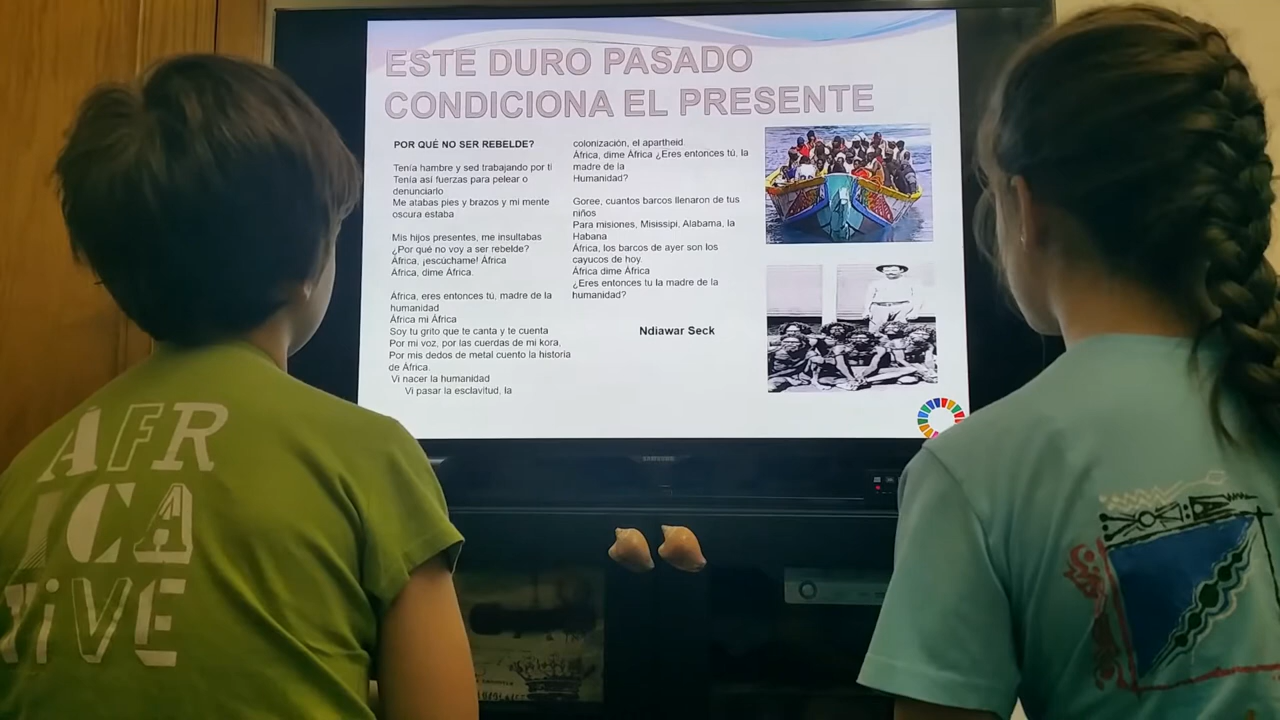 ESTE DURO PASADO
CONDICIONA EL PRESENTE
POR QUÉ NO SER REBELDE?
Tenía hambre y sed trabajando por ti
Tenía así fuerzas para pelear o
denunciarlo
Me atabas pies y brazos y mi mente
oscura estaba
Mis hijos presentes, me insultabas
¿Por qué no voy a ser rebelde?
África, ¡escúchame! África
África, dime África.
África, eres entonces tú, madre de la
humanidad
África mi África
Soy tu grito que te canta y te cuenta
Por mi voz, por las cuerdas de mi kora,
Por mis dedos de metal cuento la historia
de África.
Vi nacer la humanidad
Vi pasar la esclavitud, la
colonización, el apartheid.
África, dime África ¿Eres entonces tú, la
madre de la
Humanidad?
Goree, cuantos barcos llenaron de tus
niños
Para misiones, Misissipi, Alabama, la
Habana
África, los barcos de ayer son los
cayucos de hoy.
África dime África
¿Eres entonces tu la madre de la
humanidad?
Ndiawar Seck
SAMSUNG
AFR
ICA
TiVE